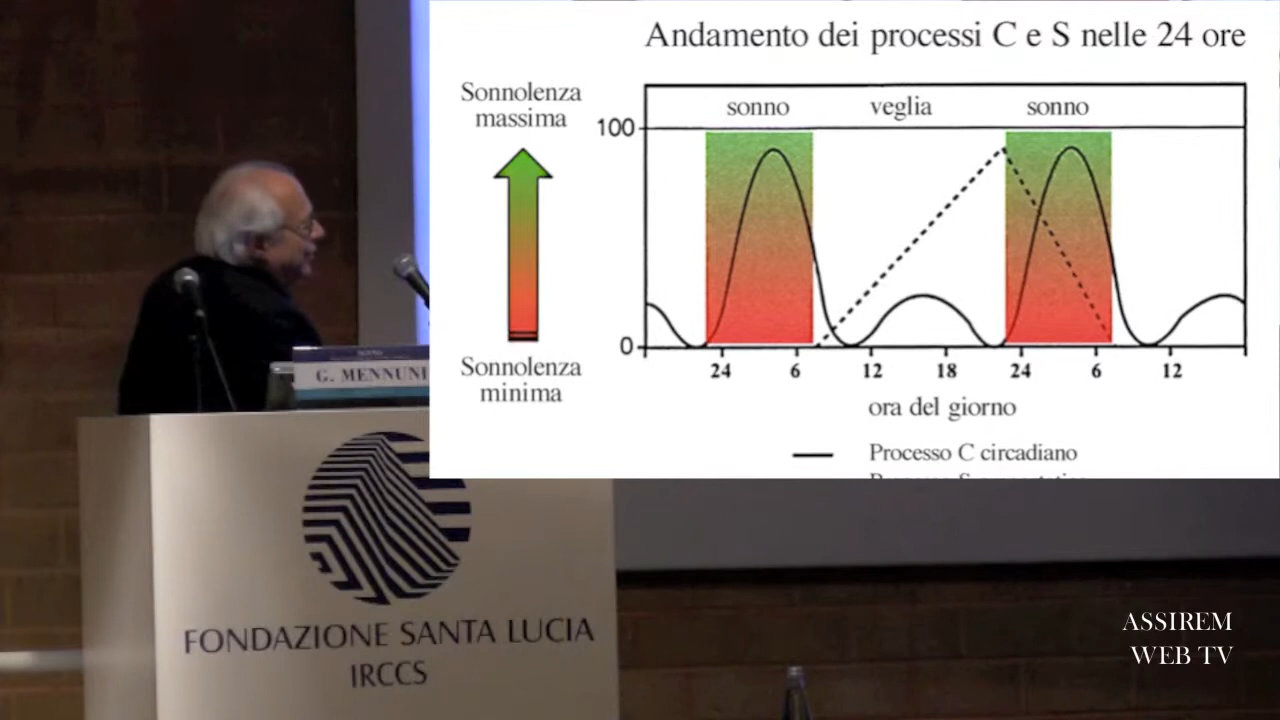 Andamento dei processi C e S nelle 24 ore
Sonnolenza
massima
sonno veglia sonno
100
0
24 6 12 18 24 6 12
Sonnolenza
minima
ora del giorno
Processo C circadiano
G. MENNUNI
FONDAZIONE SANTA LUCIA
IRCCS
ASSIREM
WEB TV